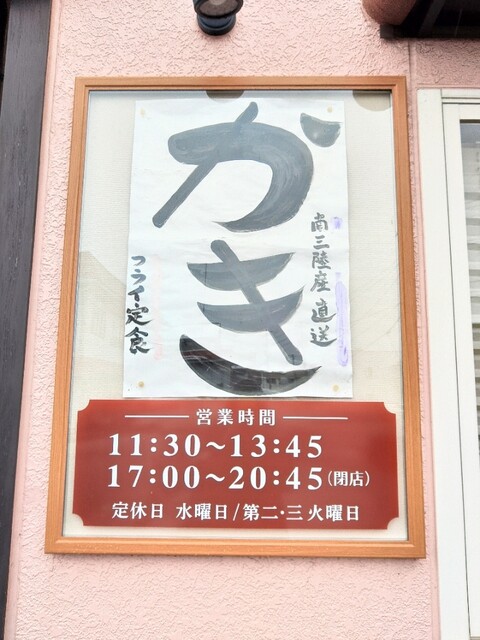 かき
南三陸座直送
フライ定食
営業時間
11:30〜13:45
17:00〜20:45(閉店)
定休日 水曜日/第二・三火曜日